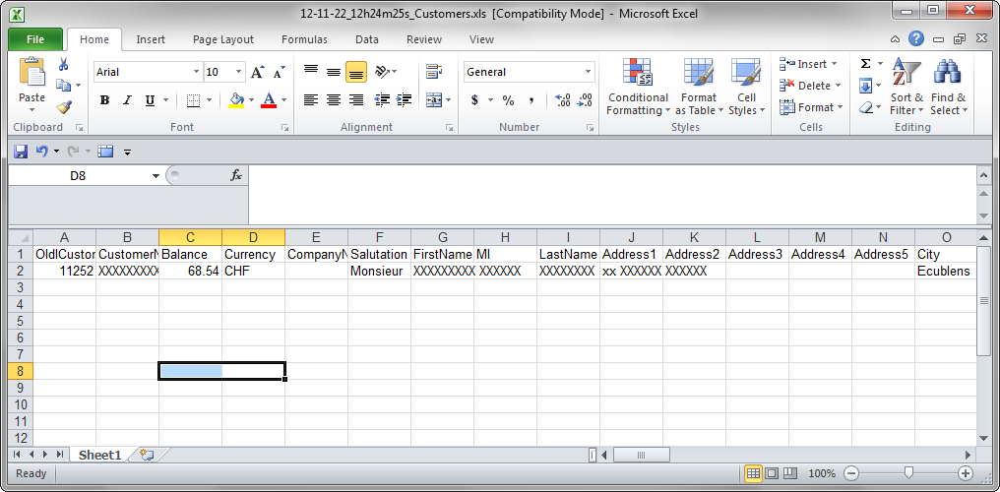 12-11-22_12h24m25s_Customers.xls [Compatibility Mode] - Microsoft Excel
File Home Insert Page Layout Formulas Data Review View
Paste
Clipboard
Arial 10 A A
B I U A
Font
Alignment
General
$ % , .00 .0
Number
Conditional Formatting
Format as Table
Cell Styles
Styles
Insert
Delete
Format
Cells
Σ
Sort & Filter
Find & Select
Editing
D8 fx
A B C D E F G H I J K L M N O
1 OldICustom CustomerN Balance Currency CompanyN Salutation FirstName MI LastName Address1 Address2 Address3 Address4 Address5 City
2 11252 XXXXXXXXX 68.54 CHF Monsieur XXXXXXXXX XXXXXX XXXXXXXX xx XXXXXX XXXXXX Ecublens
3
4
5
6
7
8
9
10
11
12
Sheet1
Ready 100%